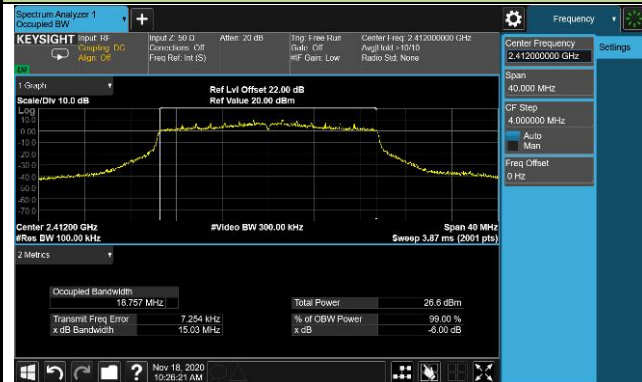 Spectrum Analyzer 1
Occupied BW
+
Frequency
KEYSIGHT
Input: RF
Coupling: DC
Align: Off
Input Z: 50 Ω
Corrections: Off
Freq Ref: Int (S)
Atten: 20 dB
Trig: Free Run
Gate: Off
#IF Gain: Low
Center Freq: 2.412000000 GHz
Avg|Hold: >10/10
Radio Std: None
Center Frequency
2.412000000 GHz
Settings
Span
40.000 MHz
CF Step
4.000000 MHz
Auto
Man
Freq Offset
0 Hz
1 Graph
Scale/Div 10.0 dB
Ref Lvl Offset 22.00 dB
Ref Value 20.00 dBm
Log
10.0
0.00
-10.0
-20.0
-30.0
-40.0
-50.0
-60.0
-70.0
Center 2.41200 GHz
#Res BW 100.00 kHz
#Video BW 300.00 kHz
Span 40 MHz
Sweep 3.87 ms (2001 pts)
2 Metrics
Occupied Bandwidth
18.757 MHz
Total Power 26.6 dBm
Transmit Freq Error 7.254 kHz
% of OBW Power 99.00 %
x dB Bandwidth 15.03 MHz
x dB -6.00 dB
?
Nov 18, 2020
10:26:21 AM